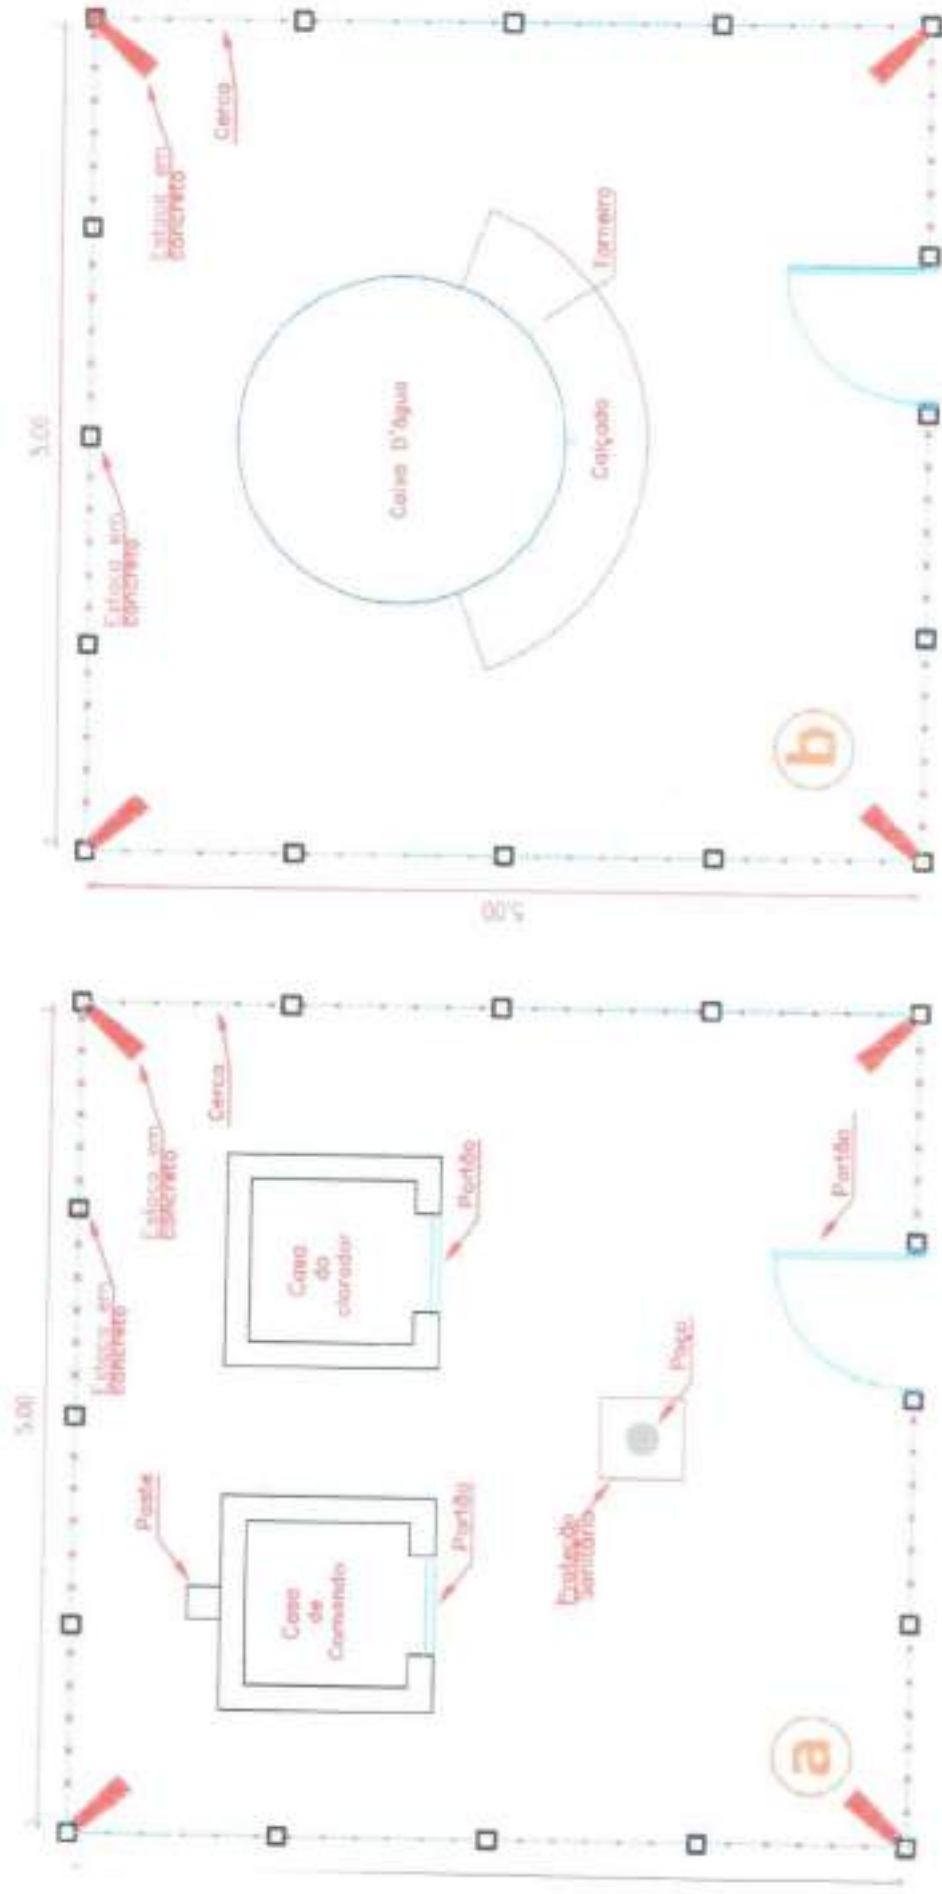 5.00
Estaca em
concreto
Estaca em
concreto
Cerca
Poste
Casa
de
Comando
Casa
do
clorador
Portão
Portão
Proteção
Sanitária
Poço
Portão
a
5.00
5.00
Estaca em
concreto
Estaca em
concreto
Cerca
Caixa D'água
Torneira
Calçada
b